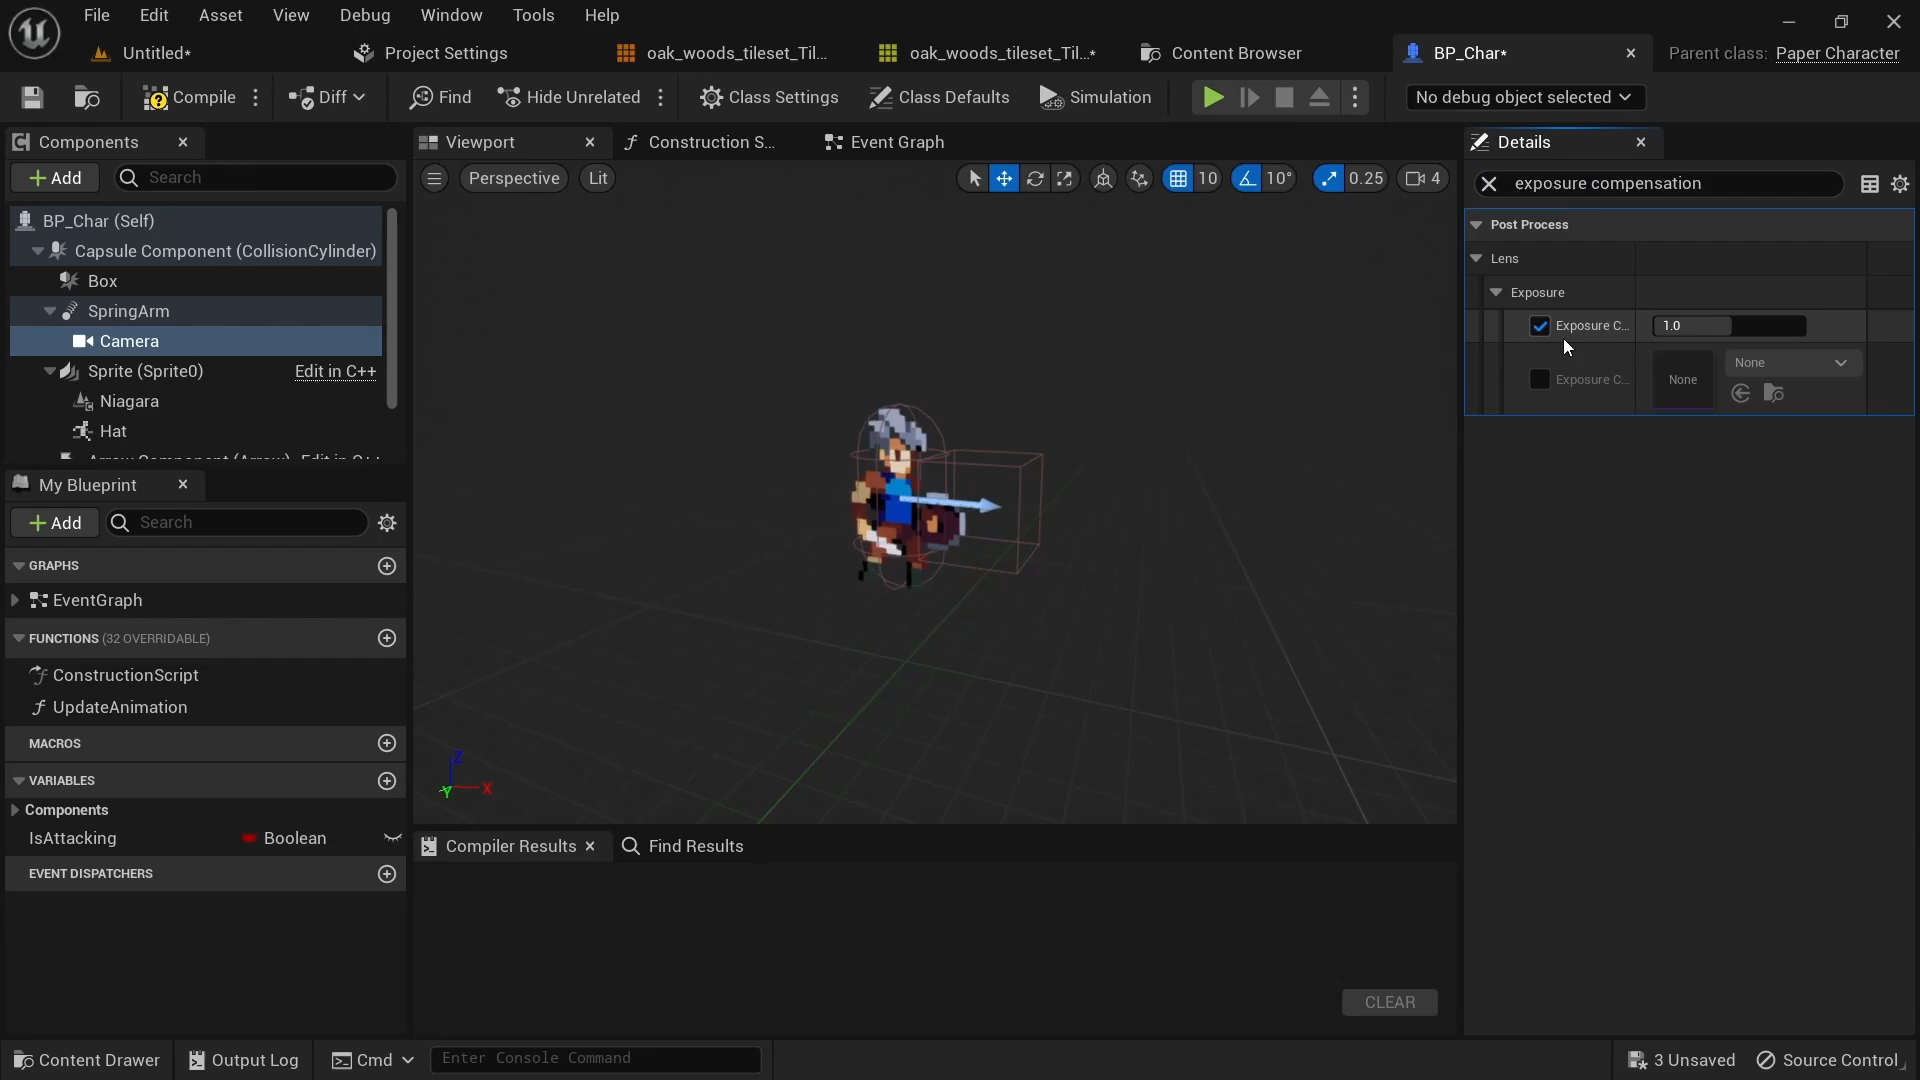 File Edit Asset View Debug Window Tools Help
Untitled* Project Settings oak_woods_tileset_Til... oak_woods_tileset_Til...* Content Browser BP_Char* Parent class: Paper Character
Compile Diff Find Hide Unrelated Class Settings Class Defaults Simulation No debug object selected
Components Viewport Construction S... Event Graph Details
Add Search Perspective Lit 10 10° 0.25 4 exposure compensation
BP_Char (Self) Post Process
Capsule Component (CollisionCylinder) Lens
Box Exposure
SpringArm Exposure C... 1.0
Camera
Sprite (Sprite0) Edit in C++ Exposure C... None None
Niagara
Hat
My Blueprint
Add Search
GRAPHS
EventGraph
FUNCTIONS (32 OVERRIDABLE)
ConstructionScript
UpdateAnimation
MACROS
Z
VARIABLES
Y X
Components
IsAttacking Boolean
Compiler Results Find Results
EVENT DISPATCHERS
CLEAR
Content Drawer Output Log Cmd Enter Console Command 3 Unsaved Source Control